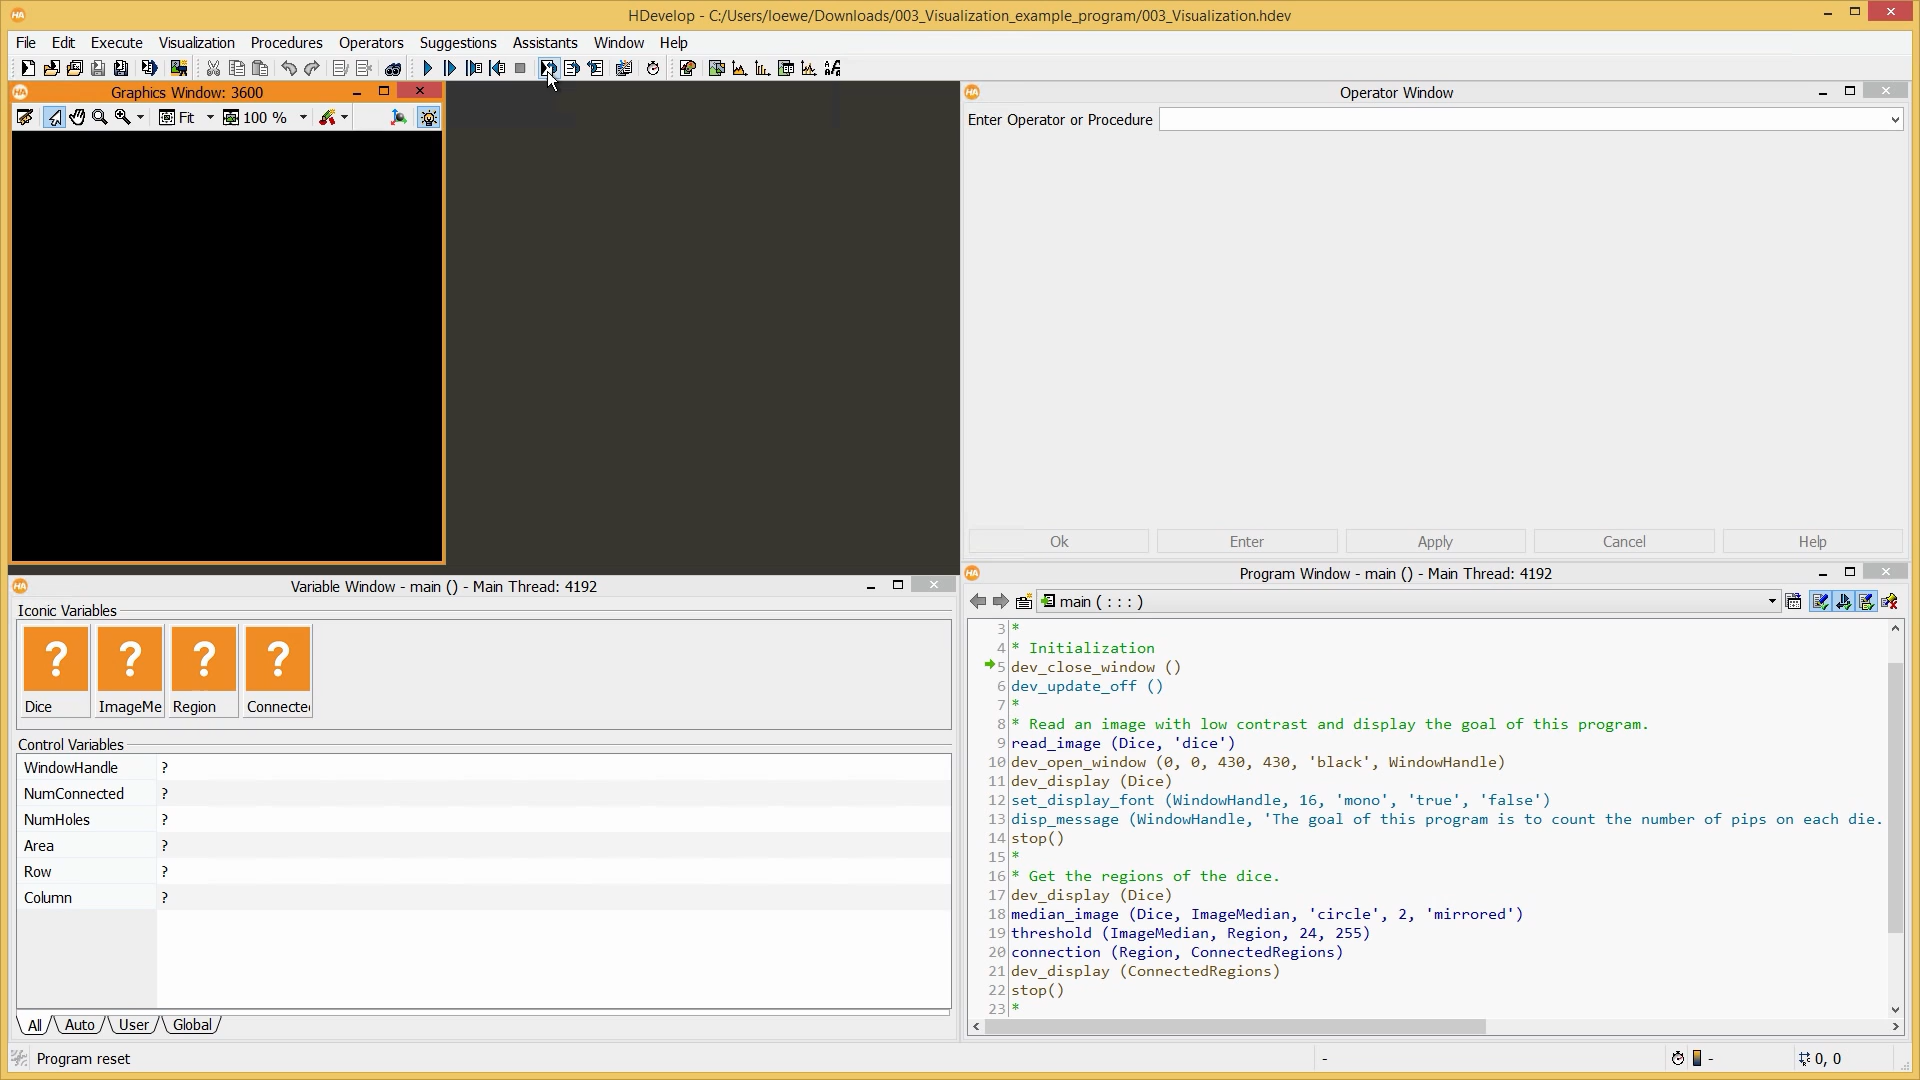 HDevelop - C:/Users/loewe/Downloads/003_Visualization_example_program/003_Visualization.hdev
File Edit Execute Visualization Procedures Operators Suggestions Assistants Window Help
Graphics Window: 3600
Fit 100 %
Operator Window
Enter Operator or Procedure
Ok Enter Apply Cancel Help
Variable Window - main () - Main Thread: 4192
Iconic Variables
? ? ? ?
Dice ImageMe Region Connecte
Control Variables
WindowHandle ?
NumConnected ?
NumHoles ?
Area ?
Row ?
Column ?
All Auto User Global
Program Window - main () - Main Thread: 4192
main ( : : : )
3 *
4 * Initialization
5 dev_close_window ()
6 dev_update_off ()
7 *
8 * Read an image with low contrast and display the goal of this program.
9 read_image (Dice, 'dice')
10 dev_open_window (0, 0, 430, 430, 'black', WindowHandle)
11 dev_display (Dice)
12 set_display_font (WindowHandle, 16, 'mono', 'true', 'false')
13 disp_message (WindowHandle, 'The goal of this program is to count the number of pips on each die.
14 stop()
15 *
16 * Get the regions of the dice.
17 dev_display (Dice)
18 median_image (Dice, ImageMedian, 'circle', 2, 'mirrored')
19 threshold (ImageMedian, Region, 24, 255)
20 connection (Region, ConnectedRegions)
21 dev_display (ConnectedRegions)
22 stop()
23 *
Program reset - - 0, 0